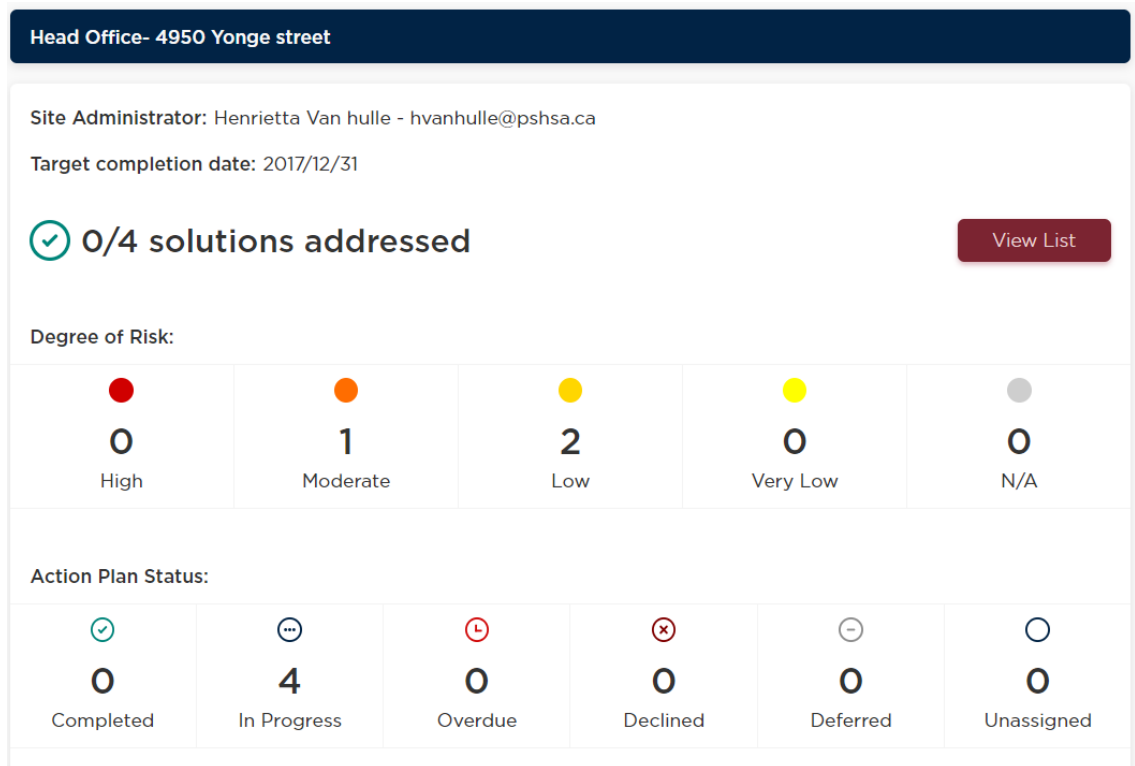 Head Office- 4950 Yonge street
Site Administrator: Henrietta Van hulle - hvanhulle@pshsa.ca
Target completion date: 2017/12/31
0/4 solutions addressed
View List
Degree of Risk:
0 1 2 0 0
High Moderate Low Very Low N/A
Action Plan Status:
0 4 0 0 0 0
Completed In Progress Overdue Declined Deferred Unassigned